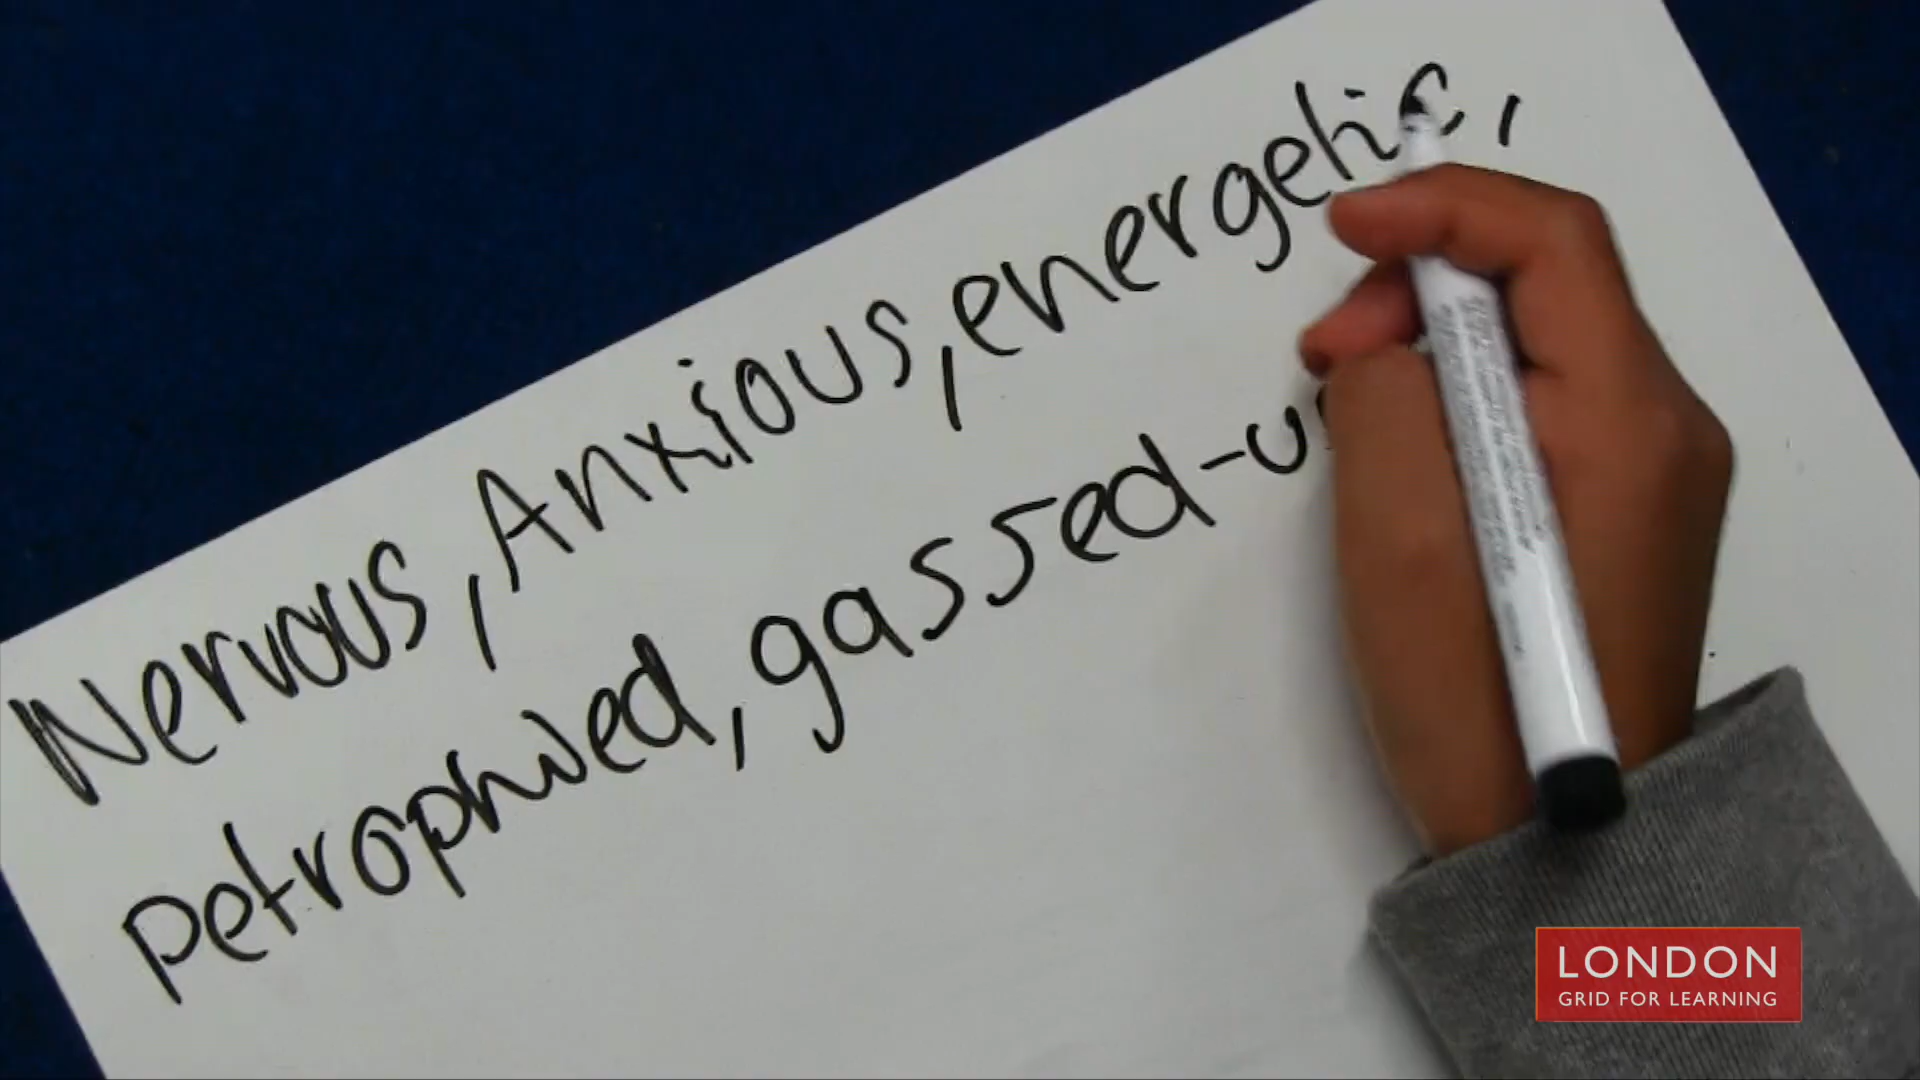 Nervous, Anxious, energetic,
petrophied, gassed-u
LONDON
GRID FOR LEARNING